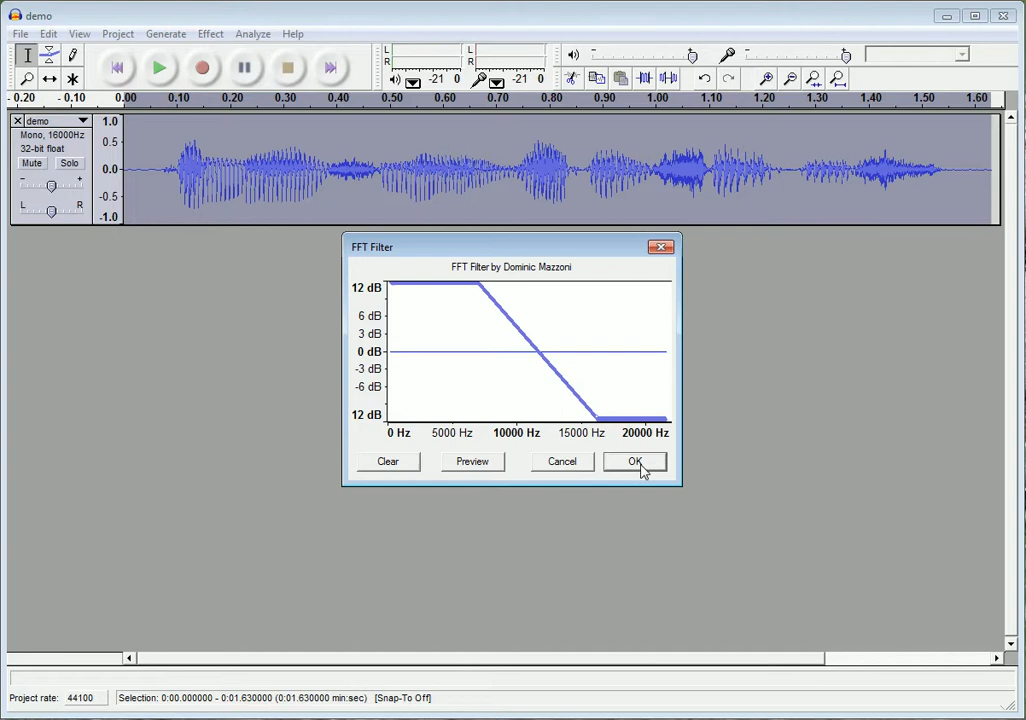 demo
File Edit View Project Generate Effect Analyze Help
L
R
-21 0
L
R
-21 0
- 0.20 - 0.10 0.00 0.10 0.20 0.30 0.40 0.50 0.60 0.70 0.80 0.90 1.00 1.10 1.20 1.30 1.40 1.50 1.60
demo
Mono, 16000Hz
32-bit float
Mute Solo
- +
L R
1.0
0.5
0.0
-0.5
-1.0
FFT Filter
FFT Filter by Dominic Mazzoni
12 dB
6 dB
3 dB
0 dB
-3 dB
-6 dB
12 dB
0 Hz 5000 Hz 10000 Hz 15000 Hz 20000 Hz
Clear Preview Cancel OK
Project rate: 44100 Selection: 0:00.000000 - 0:01.630000 (0:01.630000 min:sec) [Snap-To Off]